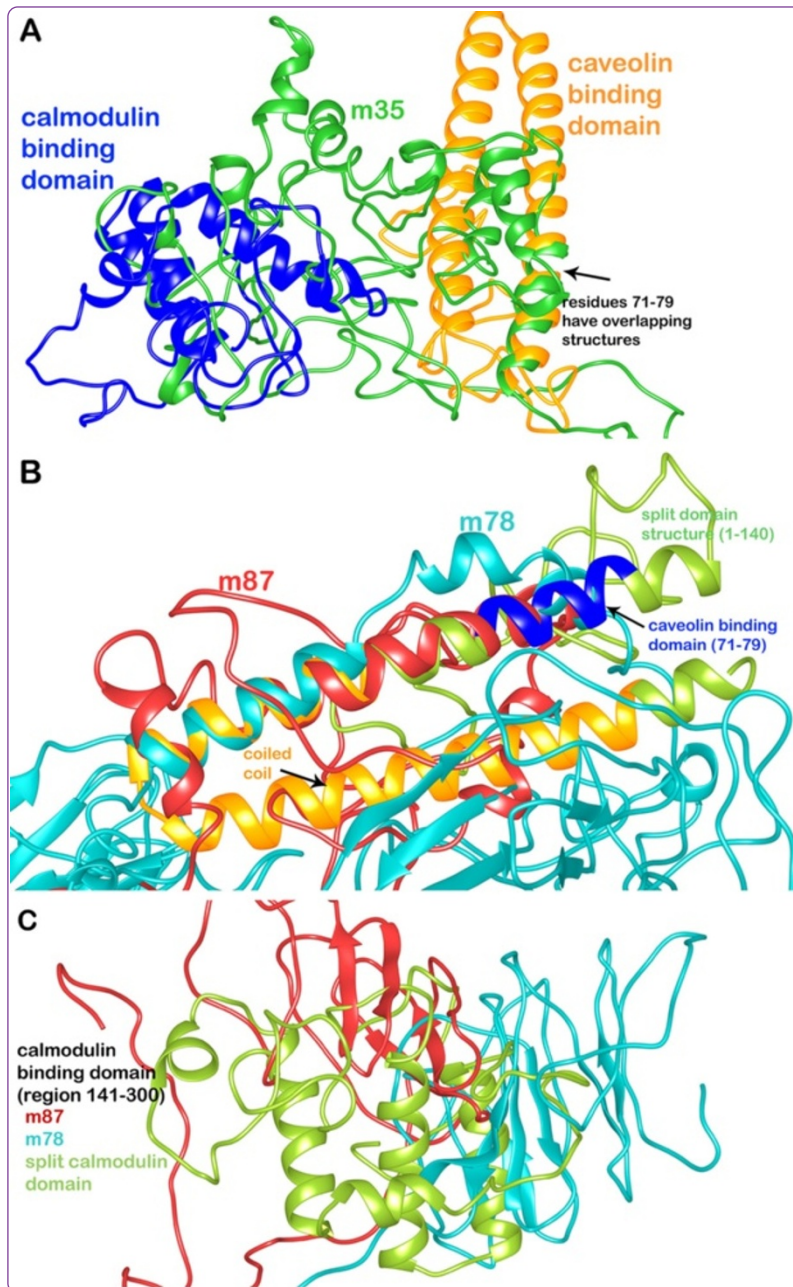 A
calmodulin
binding
domain
m35
caveolin
binding
domain
residues 71-79
have overlapping
structures
B
m78
split domain
structure (1-140)
m87
caveolin binding
domain (71-79)
coiled
coil
C
calmodulin
binding domain
(region 141-300)
m87
m78
split calmodulin
domain